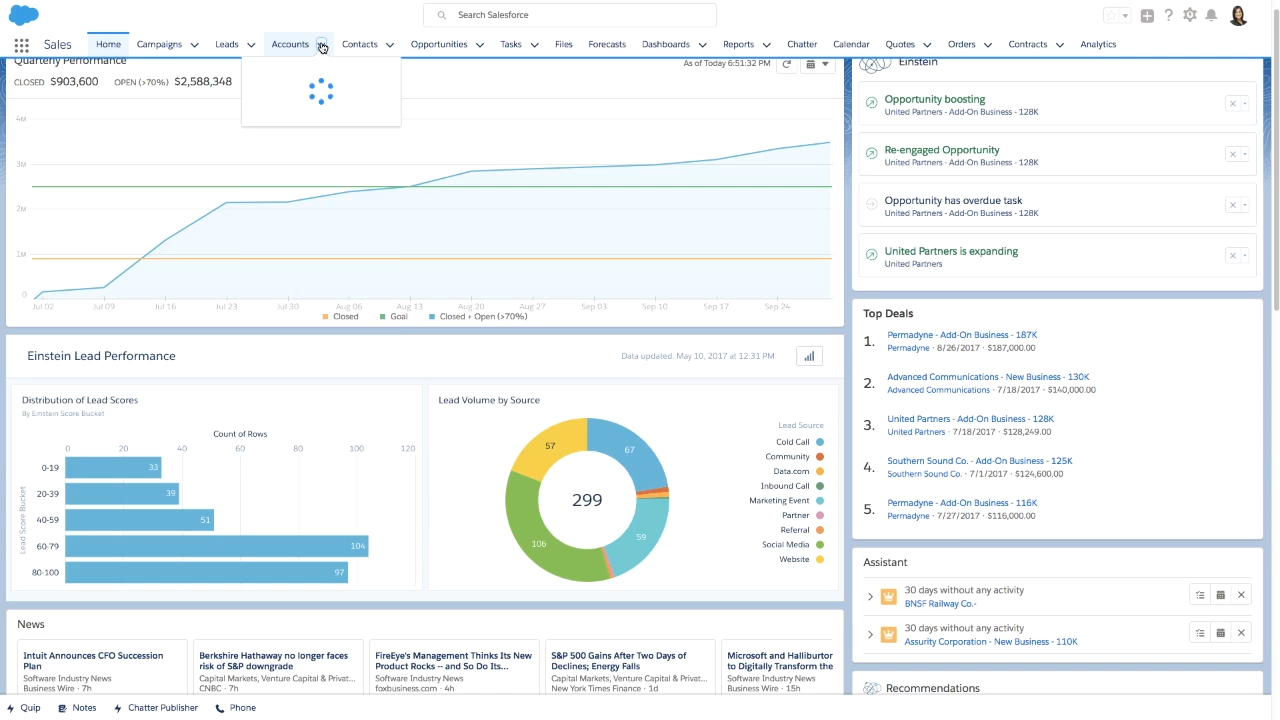 Search Salesforce
Sales
Home
Campaigns
Leads
Accounts
Contacts
Opportunities
Tasks
Files
Forecasts
Dashboards
Reports
Chatter
Calendar
Quotes
Orders
Contracts
Analytics
Quarterly Performance
CLOSED $903,600 OPEN (>70%) $2,588,348
As of Today 6:51:32 PM
4M
3M
2M
1M
0
Jul 02 Jul 09 Jul 16 Jul 23 Jul 30 Aug 06 Aug 13 Aug 20 Aug 27 Sep 03 Sep 10 Sep 17 Sep 24
Closed Goal Closed + Open (>70%)
Einstein Lead Performance
Data updated. May 10, 2017 at 12:31 PM
Distribution of Lead Scores
By Einstein Score Bucket
Count of Rows
0 20 40 60 80 100 120
Lead Score Bucket
0-19 33
20-39 39
40-59 51
60-79 104
80-100 97
Lead Volume by Source
57
67
299
106
59
Lead Source
Cold Call
Community
Data.com
Inbound Call
Marketing Event
Partner
Referral
Social Media
Website
News
Intuit Announces CFO Succession
Plan
Software Industry News
Business Wire · 7h
Berkshire Hathaway no longer faces
risk of S&P downgrade
Capital Markets, Venture Capital & Privat...
CNBC · 7h
FireEye's Management Thinks Its New
Product Rocks -- and So Do Its...
Software Industry News
foxbusiness.com · 4h
S&P 500 Gains After Two Days of
Declines; Energy Falls
Capital Markets, Venture Capital & Privat...
New York Times Finance · 1d
Microsoft and Halliburtor
to Digitally Transform the
Software Industry News
Business Wire · 15h
Einstein
Opportunity boosting
United Partners - Add-On Business - 128K
Re-engaged Opportunity
United Partners - Add-On Business - 128K
Opportunity has overdue task
United Partners - Add-On Business - 128K
United Partners is expanding
United Partners
Top Deals
1. Permadyne - Add-On Business - 187K
Permadyne · 8/26/2017 · $187,000.00
2. Advanced Communications - New Business - 130K
Advanced Communications · 7/18/2017 · $140,000.00
3. United Partners - Add-On Business - 128K
United Partners · 7/18/2017 · $128,249.00
4. Southern Sound Co. - Add-On Business - 125K
Southern Sound Co. · 7/1/2017 · $124,600.00
5. Permadyne - Add-On Business - 116K
Permadyne · 7/27/2017 · $116,000.00
Assistant
30 days without any activity
BNSF Railway Co.-
30 days without any activity
Assurity Corporation - New Business - 110K
Recommendations
Quip
Notes
Chatter Publisher
Phone